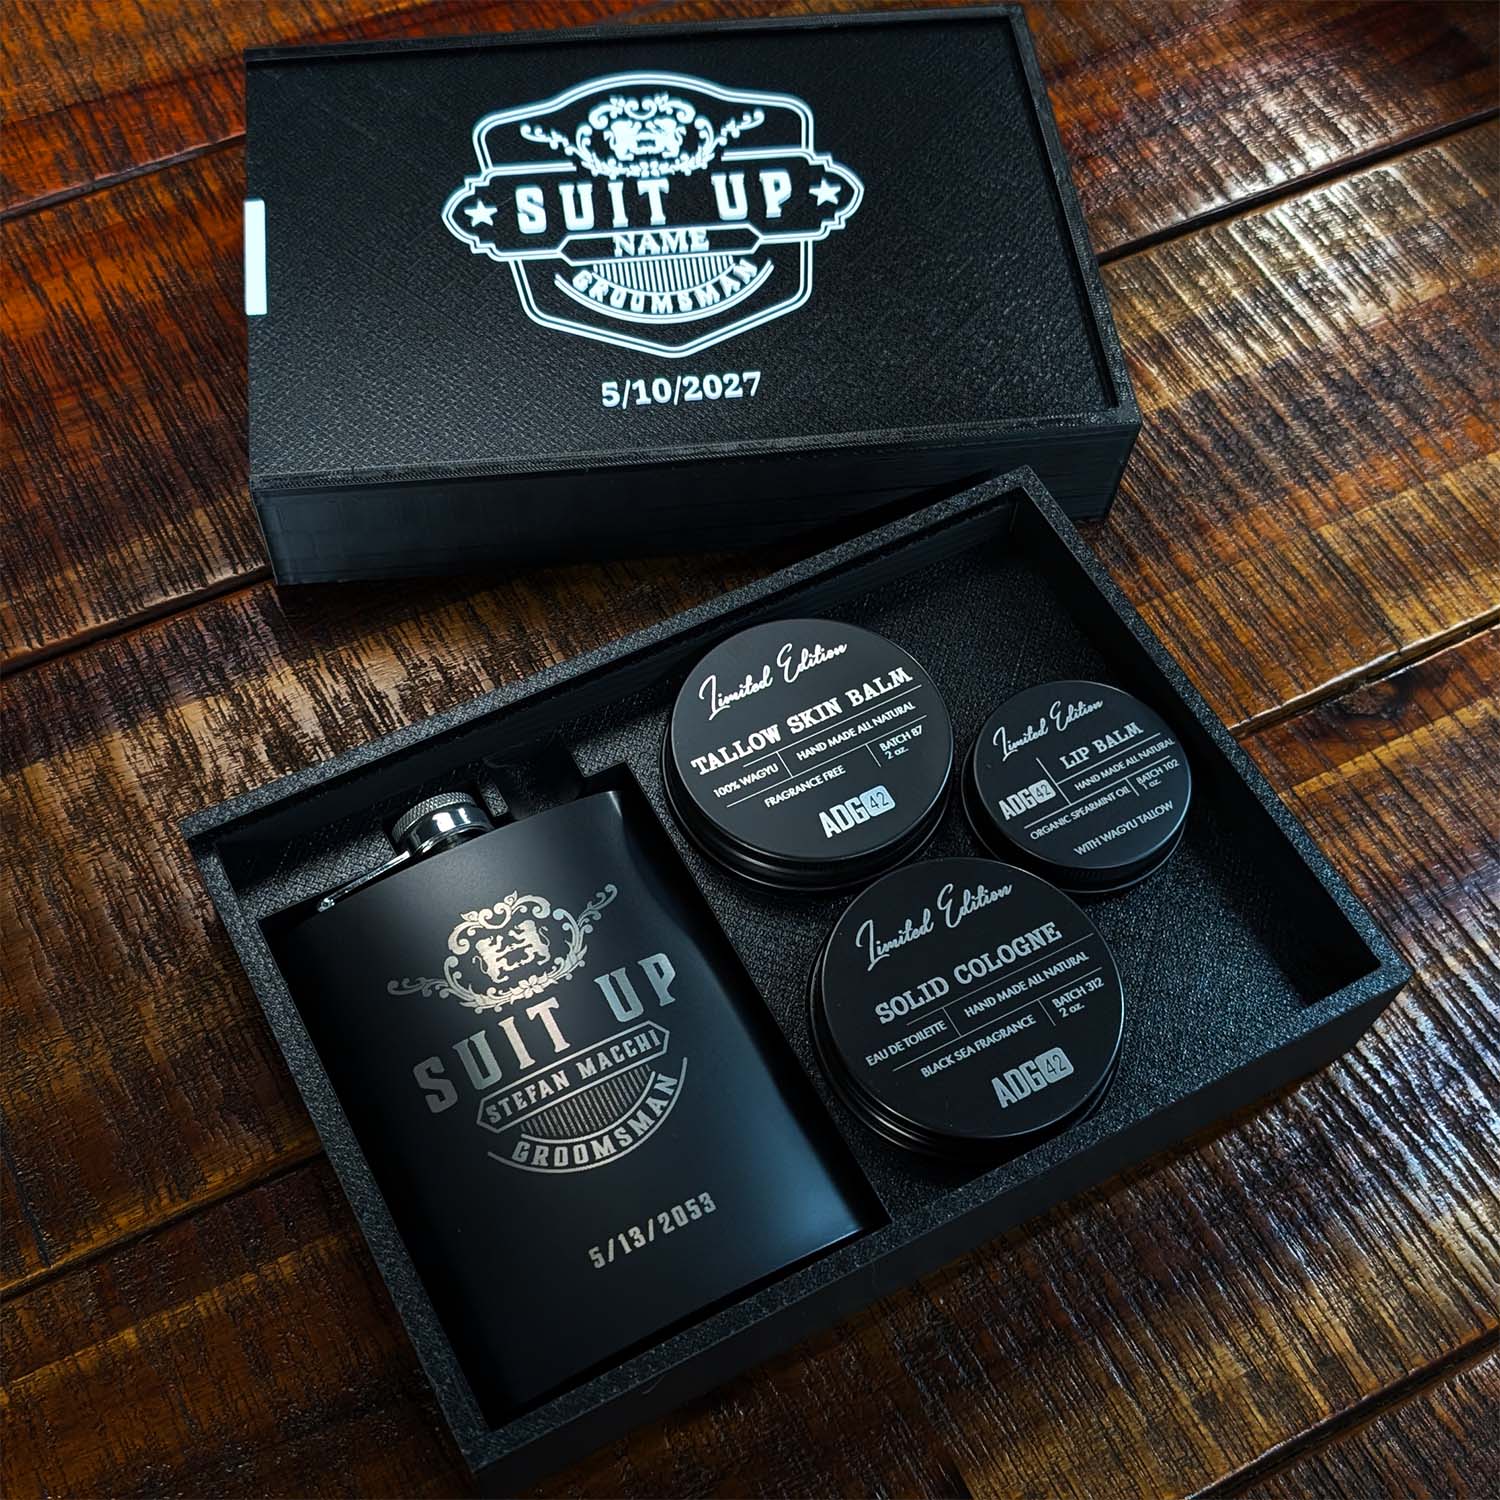 SUIT UP
NAME
GROOMSMAN
5/10/2027
Limited Edition
TALLOW SKIN BALM
100% WAGYU
HAND MADE ALL NATURAL
FRAGRANCE FREE
BATCH 87
2 oz.
ADG42
Limited Edition
LIP BALM
ADG42
HAND MADE ALL NATURAL
ORGANIC SPEARMINT OIL
BATCH 102
1 oz.
WITH WAGYU TALLOW
Limited Edition
SOLID COLOGNE
EAU DE TOILETTE
HAND MADE ALL NATURAL
BLACK SEA FRAGRANCE
BATCH 312
2 oz.
ADG42
SUIT UP
STEFAN MACCHI
GROOMSMAN
5/13/2053